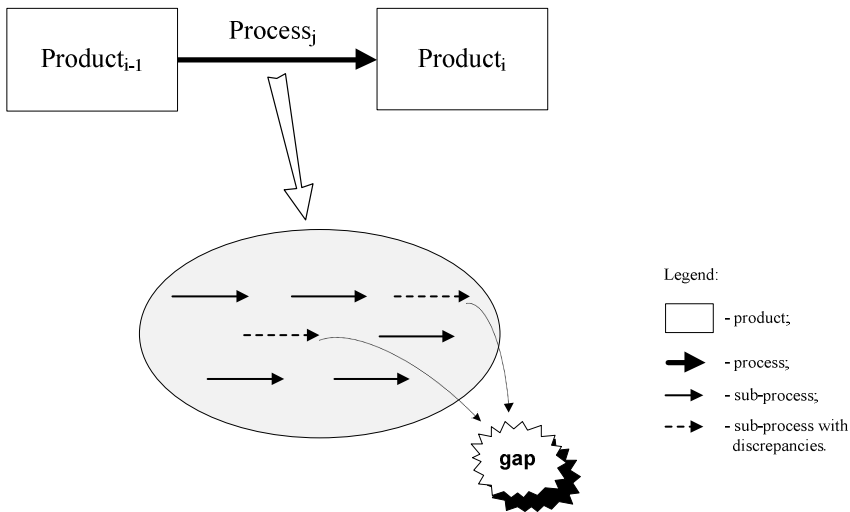 Product_{i-1}
Process_j
Product_i
gap
Legend:
- product;
- process;
- sub-process;
- sub-process with
discrepancies.